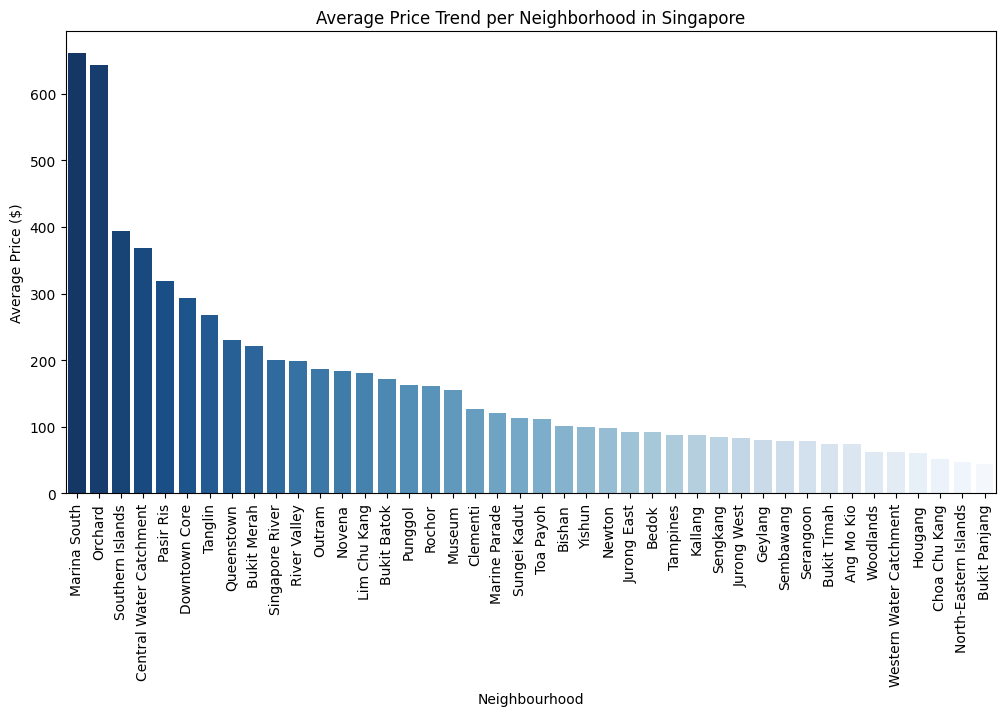 Average Price Trend per Neighborhood in Singapore
Average Price ($)
600
500
400
300
200
100
0
Marina South
Orchard
Southern Islands
Central Water Catchment
Pasir Ris
Downtown Core
Tanglin
Queenstown
Bukit Merah
Singapore River
River Valley
Outram
Novena
Lim Chu Kang
Bukit Batok
Punggol
Rochor
Museum
Clementi
Marine Parade
Sungei Kadut
Toa Payoh
Bishan
Yishun
Newton
Jurong East
Bedok
Tampines
Kallang
Sengkang
Jurong West
Geylang
Sembawang
Serangoon
Bukit Timah
Ang Mo Kio
Woodlands
Western Water Catchment
Hougang
Choa Chu Kang
North-Eastern Islands
Bukit Panjang
Neighbourhood